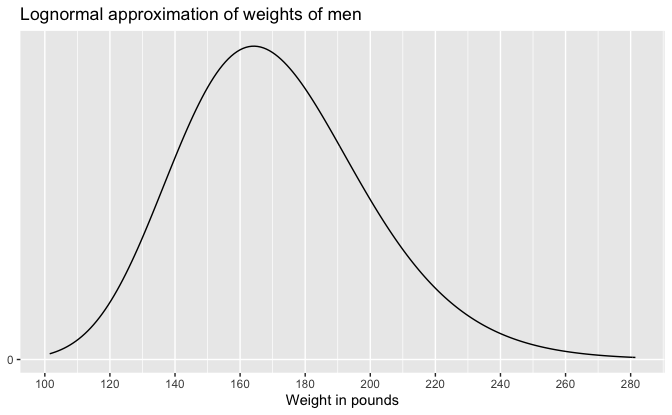 Lognormal approximation of weights of men
0
100 120 140 160 180 200 220 240 260 280
Weight in pounds